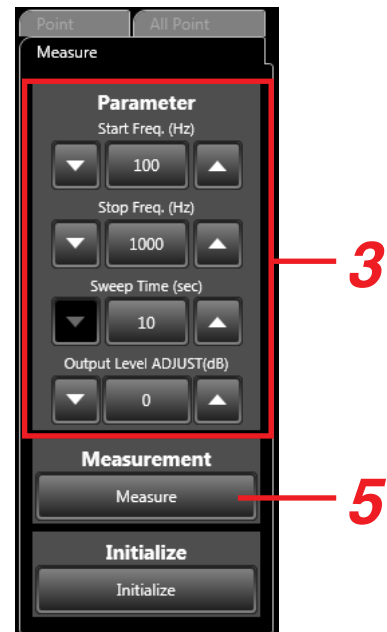 Point
All Point
Measure
Parameter
Start Freq. (Hz)
100
Stop Freq. (Hz)
1000
3
Sweep Time (sec)
10
Output Level ADJUST(dB)
0
Measurement
Measure
5
Initialize
Initialize